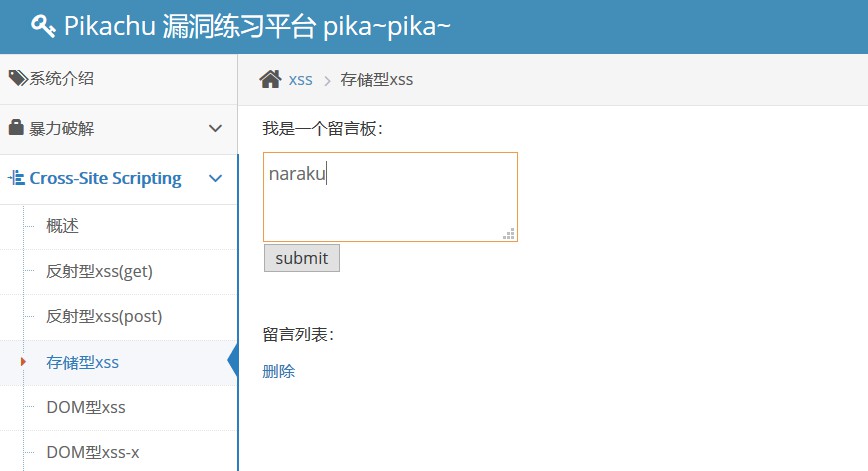 Pikachu 漏洞练习平台 pika~pika~
系统介绍
暴力破解
Cross-Site Scripting
概述
反射型xss(get)
反射型xss(post)
存储型xss
DOM型xss
DOM型xss-x
xss > 存储型xss
我是一个留言板：
naraku
submit
留言列表：
删除